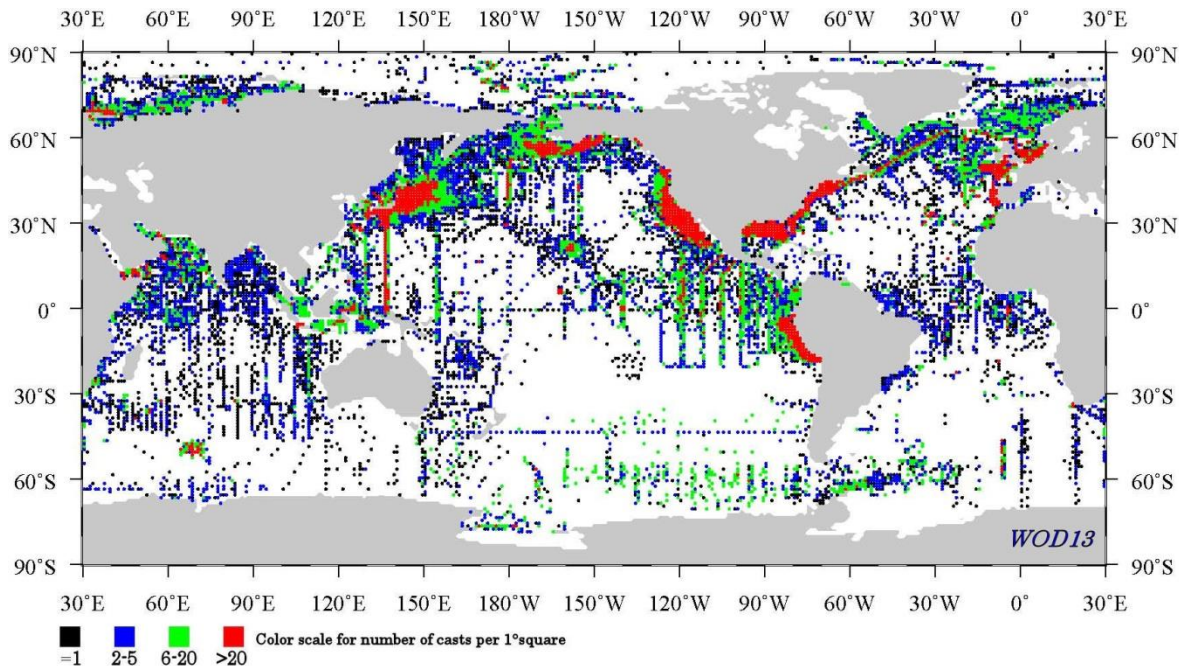 30°E 60°E 90°E 120°E 150°E 180°W 150°W 120°W 90°W 60°W 30°W 0° 30°E
90°N 90°N
60°N 60°N
30°N 30°N
0° 0°
30°S 30°S
60°S 60°S
WOD13
90°S 90°S
30°E 60°E 90°E 120°E 150°E 180°W 150°W 120°W 90°W 60°W 30°W 0° 30°E
Color scale for number of casts per 1°square
=1 2-5 6-20 >20